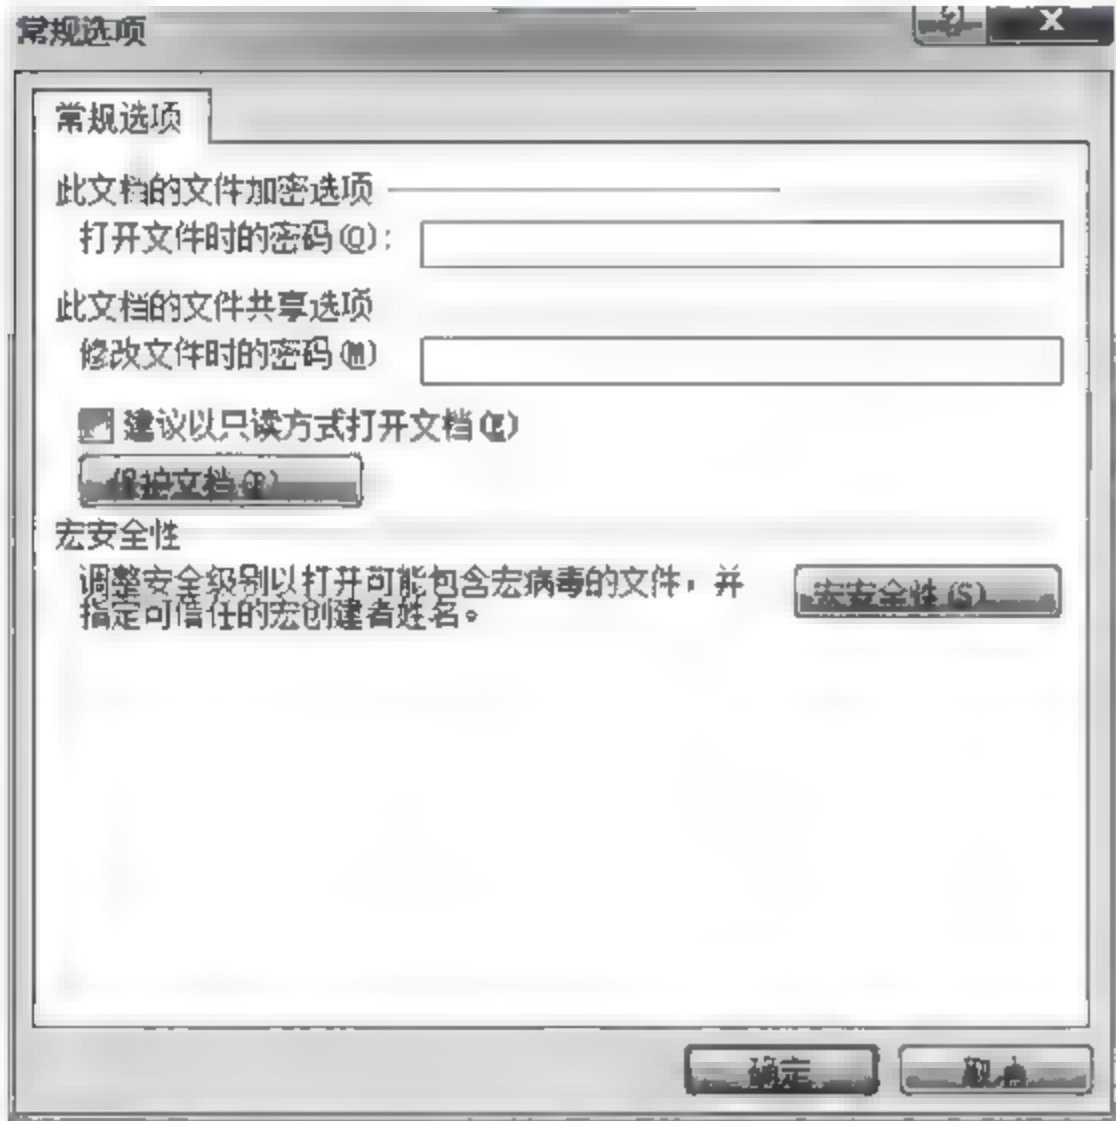 常规选项
? X
常规选项
此文档的文件加密选项
打开文件时的密码(O):
此文档的文件共享选项
修改文件时的密码(M)
建议以只读方式打开文档(E)
保护文档(P)
宏安全性
调整安全级别以打开可能包含宏病毒的文件，并
指定可信任的宏创建者姓名。
宏安全性(S)
确定
取消